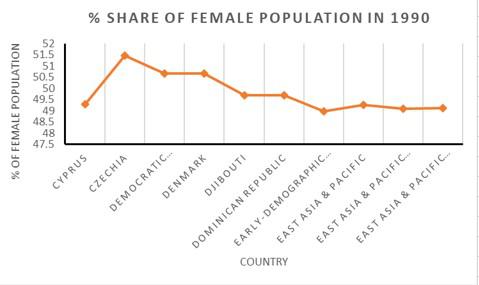 % SHARE OF FEMALE POPULATION IN 1990
% OF FEMALE POPULATION
52
51.5
51
50.5
50
49.5
49
48.5
48
47.5
CYPRUS
CZECHIA
DEMOCRATIC...
DENMARK
DJIBOUTI
DOMINICAN REPUBLIC
EARLY-DEMOGRAPHIC...
EAST ASIA & PACIFIC
EAST ASIA & PACIFIC...
EAST ASIA & PACIFIC...
COUNTRY